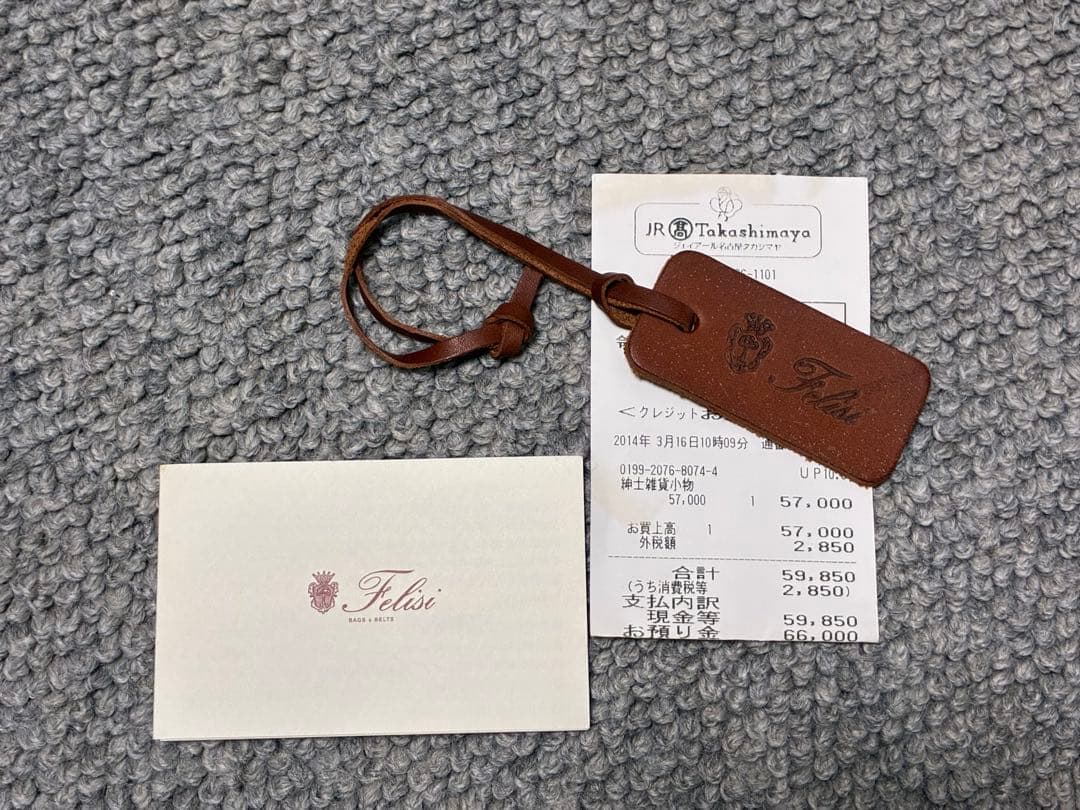 JR 髙 Takashimaya
ジェイアール名古屋タカシマヤ
-1101
Felisi
<クレジットお
2014年 3月16日10時09分
0199-2076-8074-4
紳士雑貨小物
57,000 1 57,000
お買上高 1 57,000
外税額 2,850
合計 59,850
(うち消費税等 2,850)
支払内訳
現金等 59,850
お預り金 66,000
Felisi
BAGS & BELTS